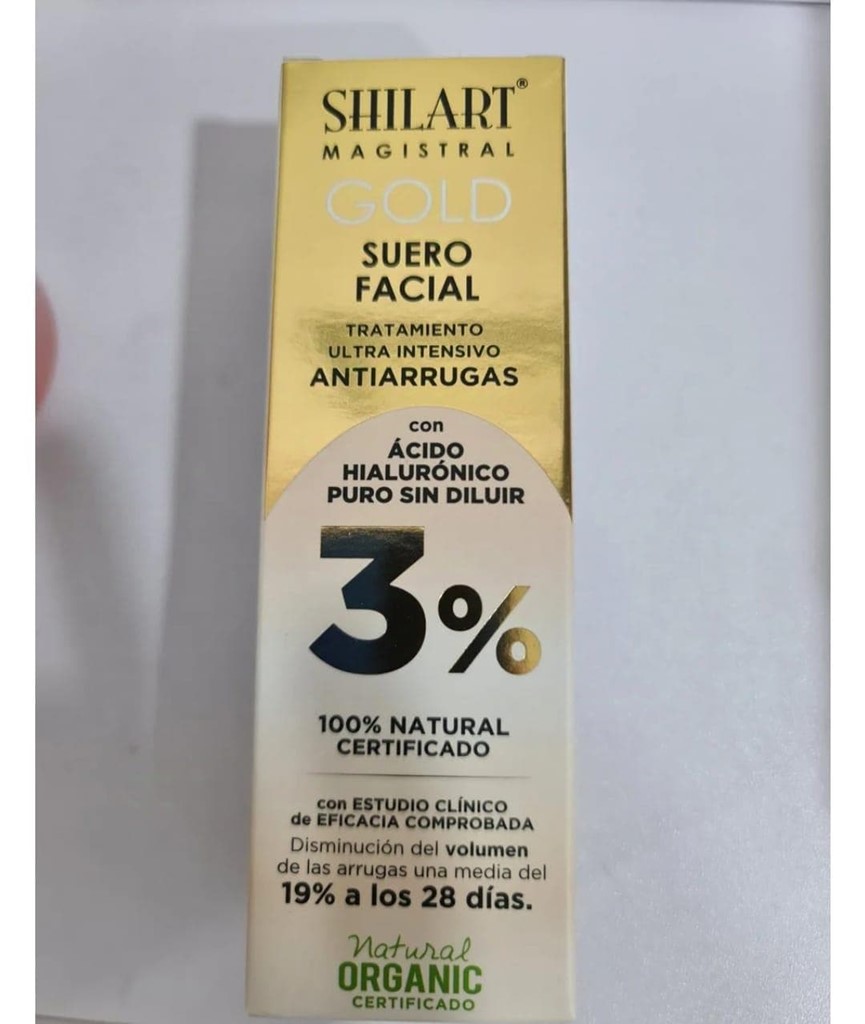 SHILART®
MAGISTRAL
GOLD
SUERO
FACIAL
TRATAMIENTO
ULTRA INTENSIVO
ANTIARRUGAS
con
ÁCIDO
HIALURÓNICO
PURO SIN DILUIR
3%
100% NATURAL
CERTIFICADO
con ESTUDIO CLÍNICO
de EFICACIA COMPROBADA
Disminución del volumen
de las arrugas una media del
19% a los 28 días.
Natural
ORGANIC
CERTIFICADO